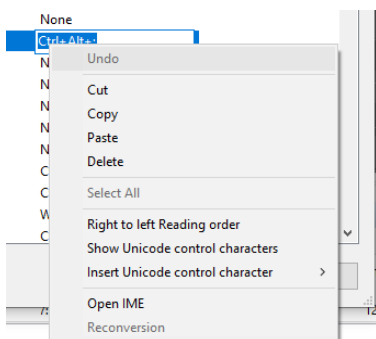 None
Ctrl+Alt+;
Undo
N
N
Cut
N
Copy
N
Paste
N
Delete
C
C
Select All
W
Right to left Reading order
C
Show Unicode control characters
Insert Unicode control character >
Open IME
Reconversion